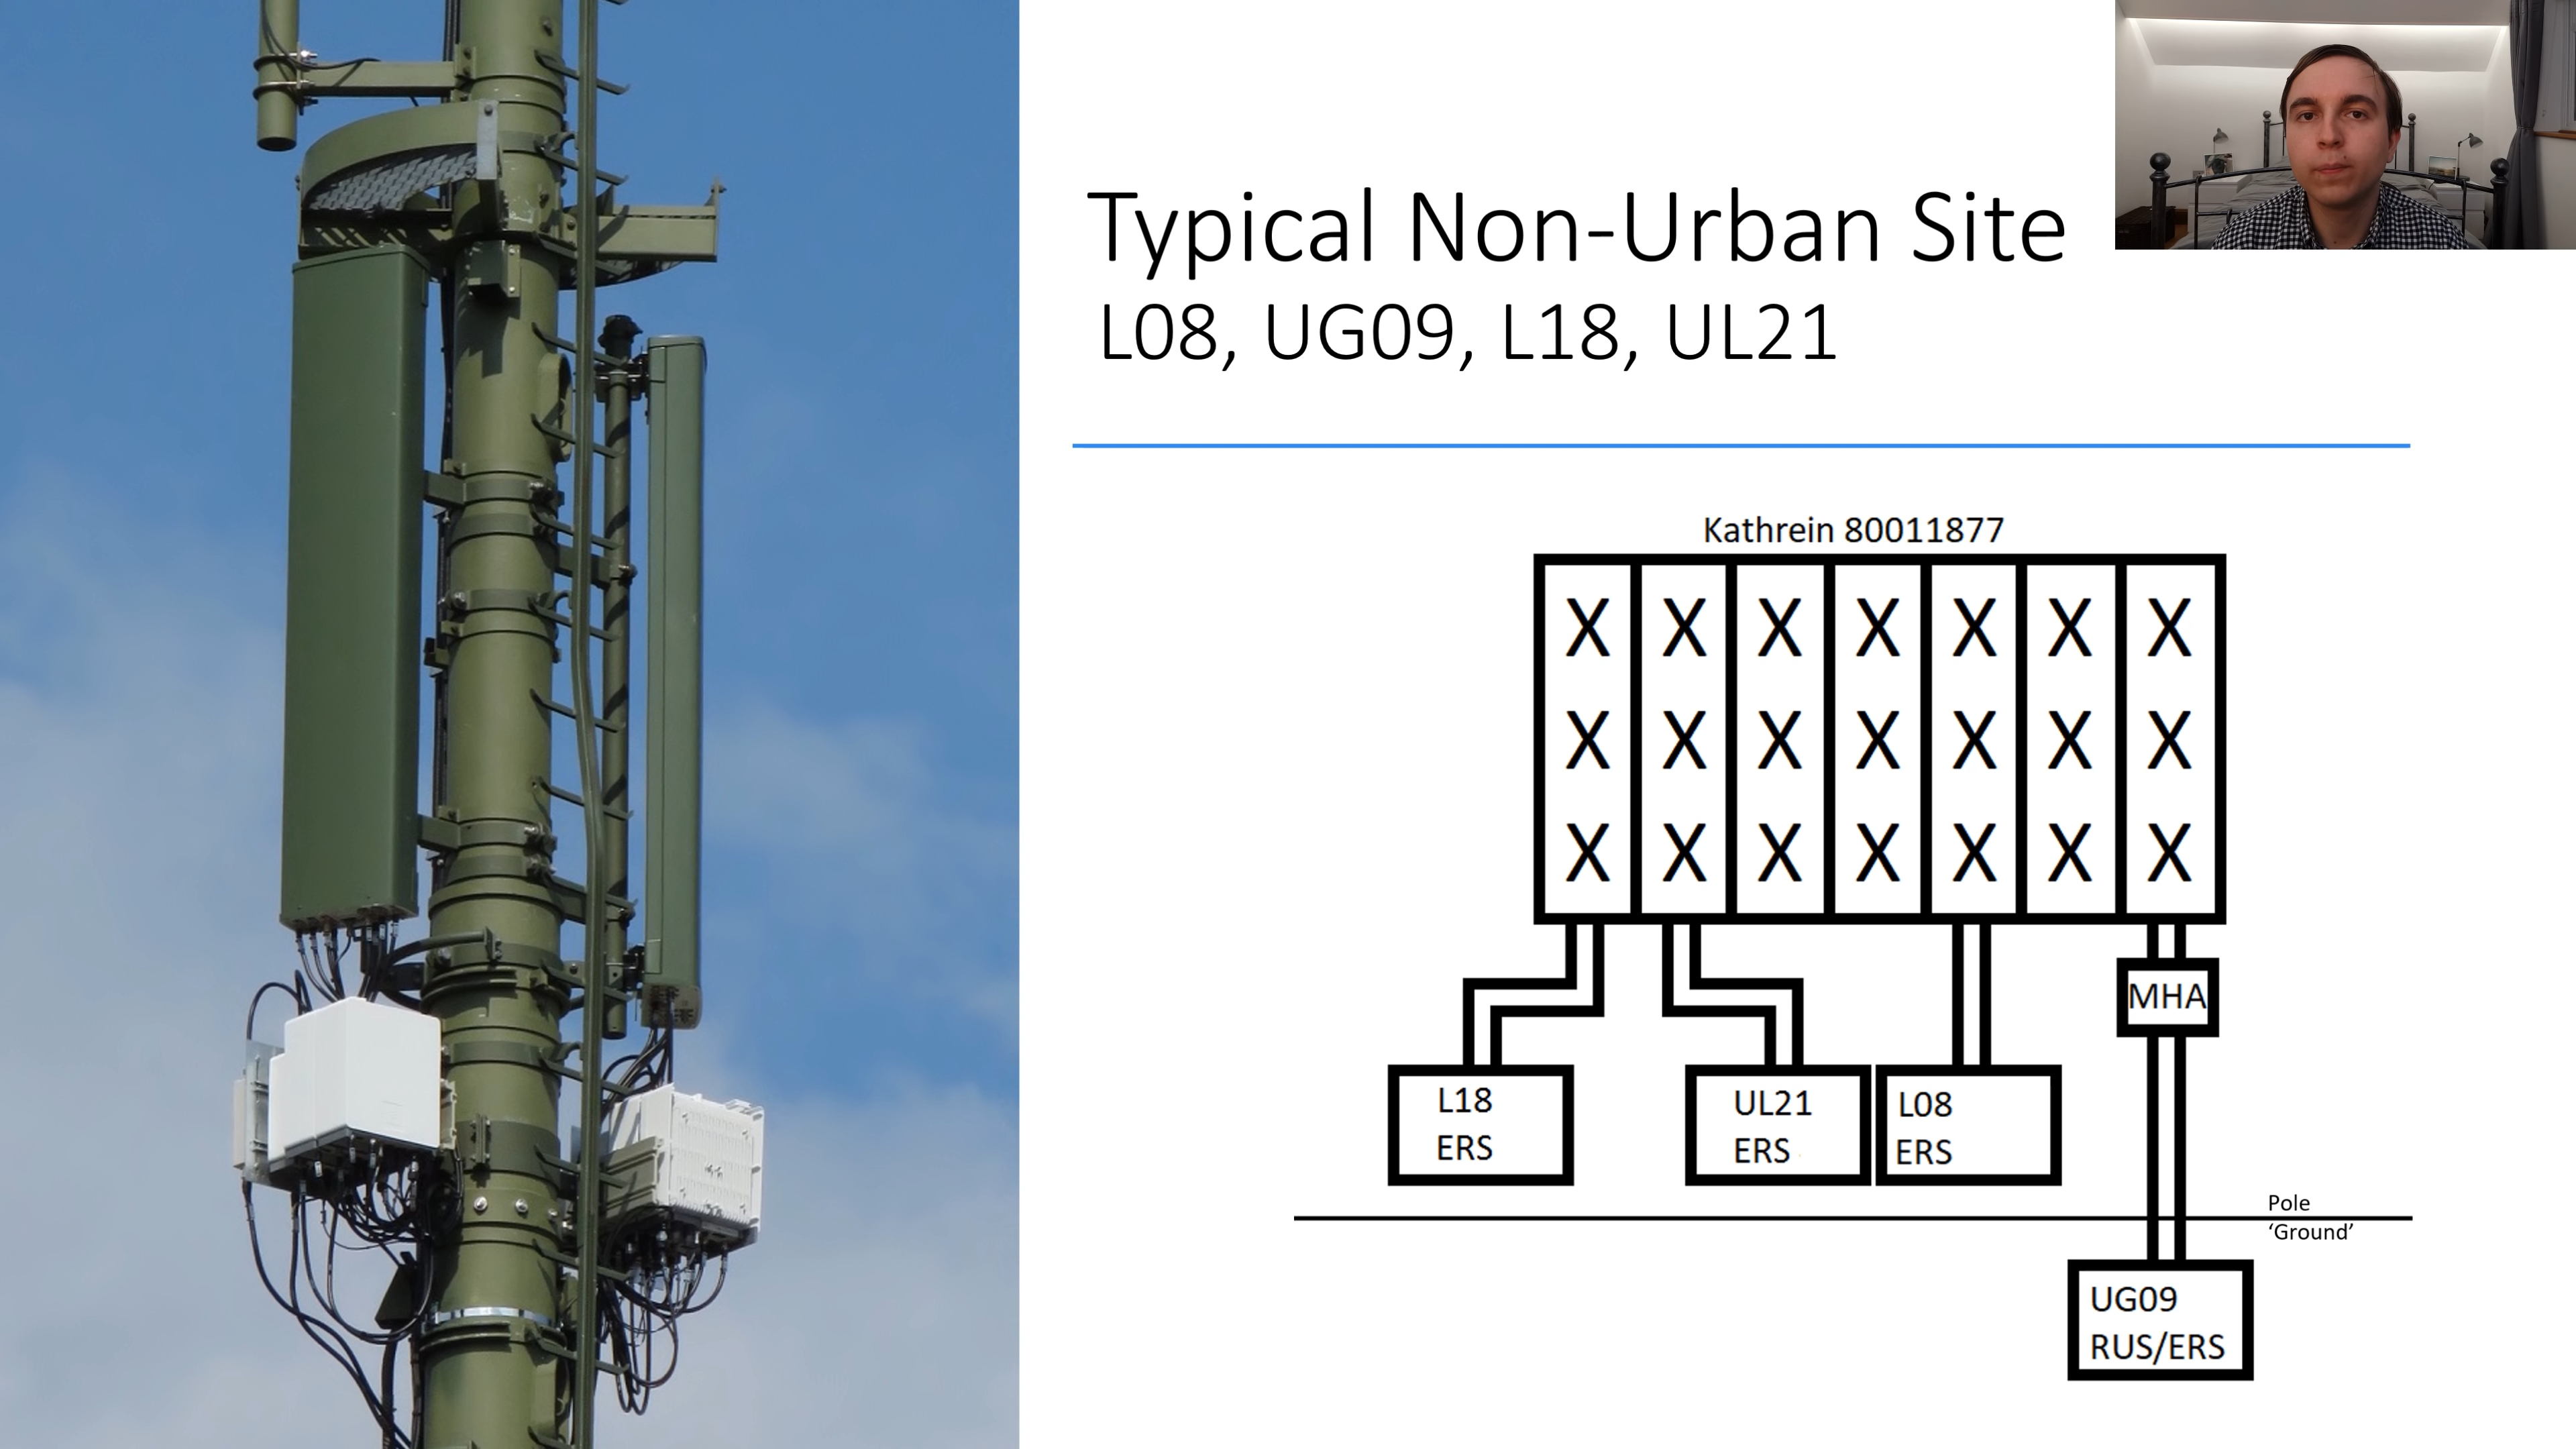 Typical Non-Urban Site
L08, UG09, L18, UL21
Kathrein 80011877
X X X X X X X
X X X X X X X
X X X X X X X
MHA
L18
ERS
UL21
ERS
L08
ERS
Pole
‘Ground’
UG09
RUS/ERS